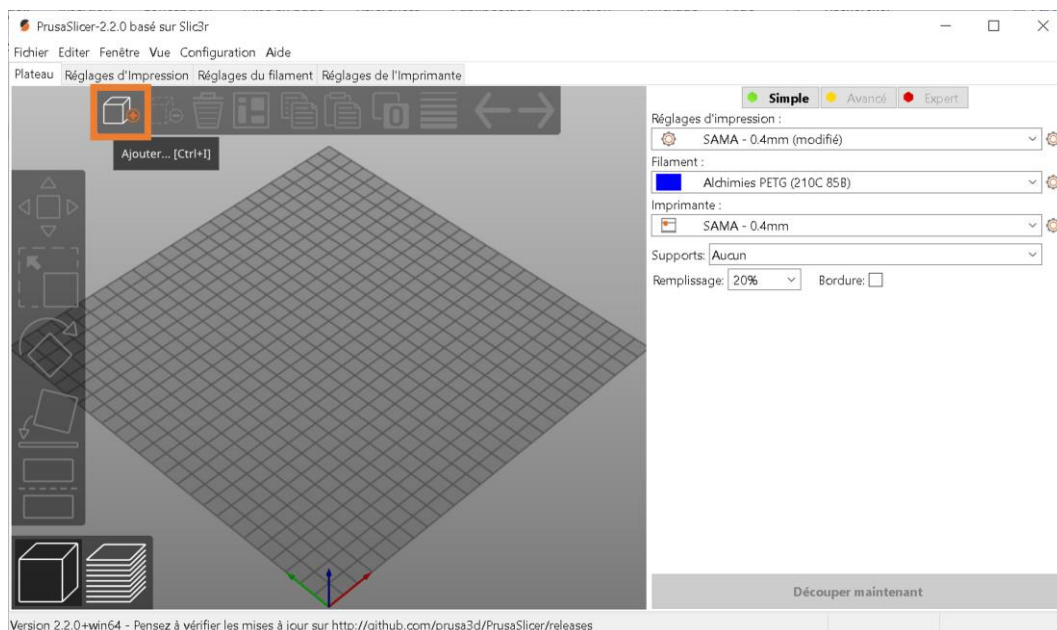 PrusaSlicer-2.2.0 basé sur Slic3r
Fichier Editer Fenêtre Vue Configuration Aide
Plateau Réglages d'Impression Réglages du filament Réglages de l'Imprimante
Ajouter... [Ctrl+I]
Simple Avancé Expert
Réglages d'impression :
SAMA - 0.4mm (modifié)
Filament :
Alchimies PETG (210C 85B)
Imprimante :
SAMA - 0.4mm
Supports: Aucun
Remplissage: 20% Bordure:
Découper maintenant
Version 2.2.0+win64 - Pensez à vérifier les mises à jour sur http://github.com/prusa3d/PrusaSlicer/releases